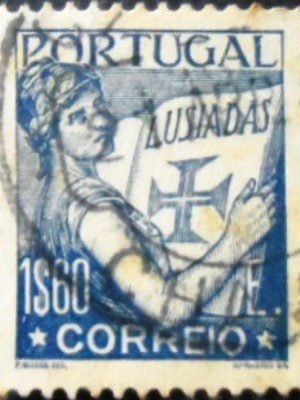 PORTUGAL
LUSIADAS
1$60 E.
CORREIO